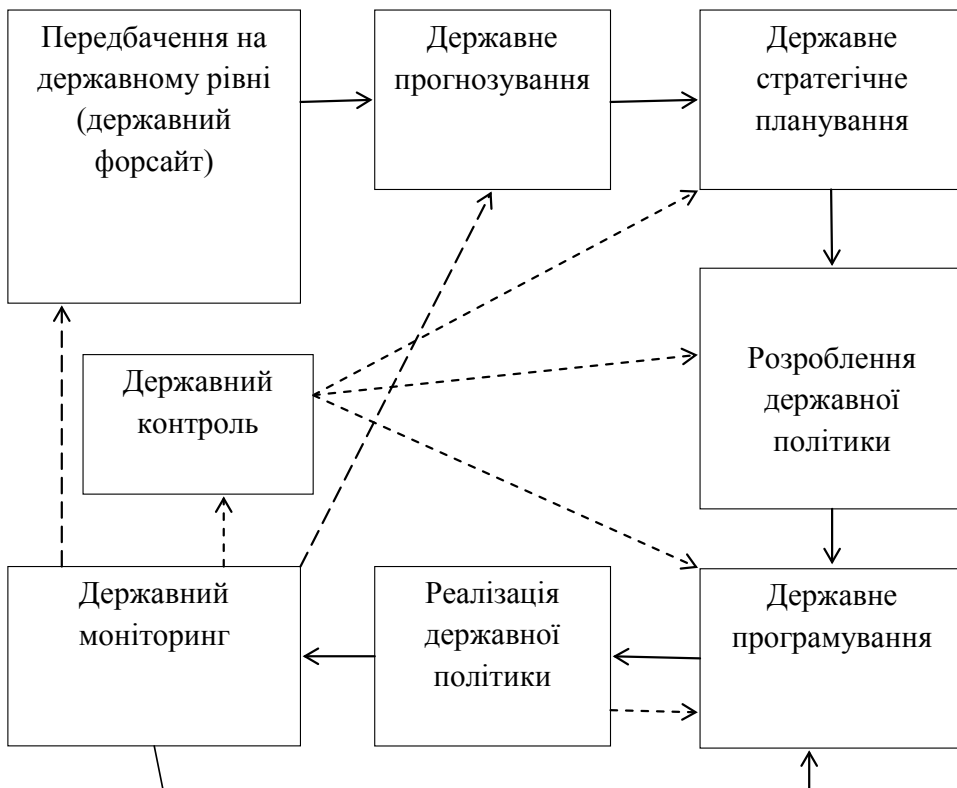 Передбачення на
державному рівні
(державний
форсайт)
Державне
прогнозування
Державне
стратегічне
планування
Державний
контроль
Розроблення
державної
політики
Державний
моніторинг
Реалізація
державної
політики
Державне
програмування